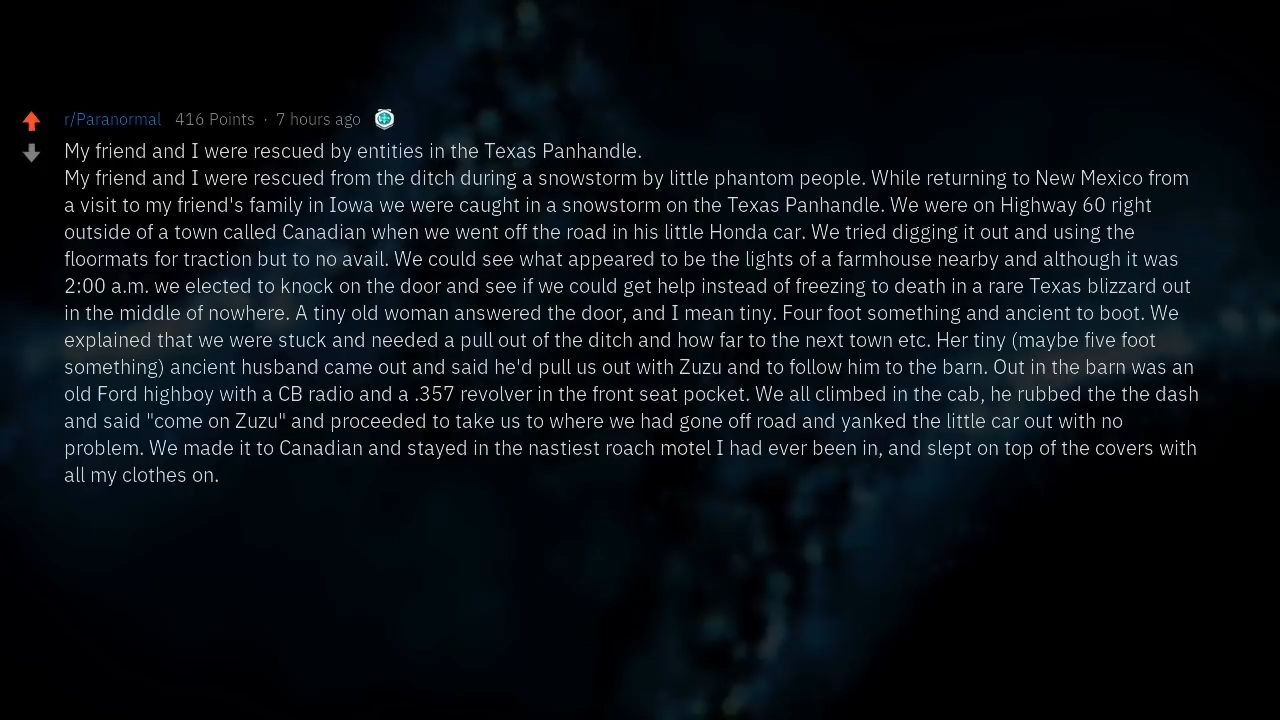 r/Paranormal 416 Points · 7 hours ago
My friend and I were rescued by entities in the Texas Panhandle.
My friend and I were rescued from the ditch during a snowstorm by little phantom people. While returning to New Mexico from
a visit to my friend's family in Iowa we were caught in a snowstorm on the Texas Panhandle. We were on Highway 60 right
outside of a town called Canadian when we went off the road in his little Honda car. We tried digging it out and using the
floormats for traction but to no avail. We could see what appeared to be the lights of a farmhouse nearby and although it was
2:00 a.m. we elected to knock on the door and see if we could get help instead of freezing to death in a rare Texas blizzard out
in the middle of nowhere. A tiny old woman answered the door, and I mean tiny. Four foot something and ancient to boot. We
explained that we were stuck and needed a pull out of the ditch and how far to the next town etc. Her tiny (maybe five foot
something) ancient husband came out and said he'd pull us out with Zuzu and to follow him to the barn. Out in the barn was an
old Ford highboy with a CB radio and a .357 revolver in the front seat pocket. We all climbed in the cab, he rubbed the the dash
and said "come on Zuzu" and proceeded to take us to where we had gone off road and yanked the little car out with no
problem. We made it to Canadian and stayed in the nastiest roach motel I had ever been in, and slept on top of the covers with
all my clothes on.